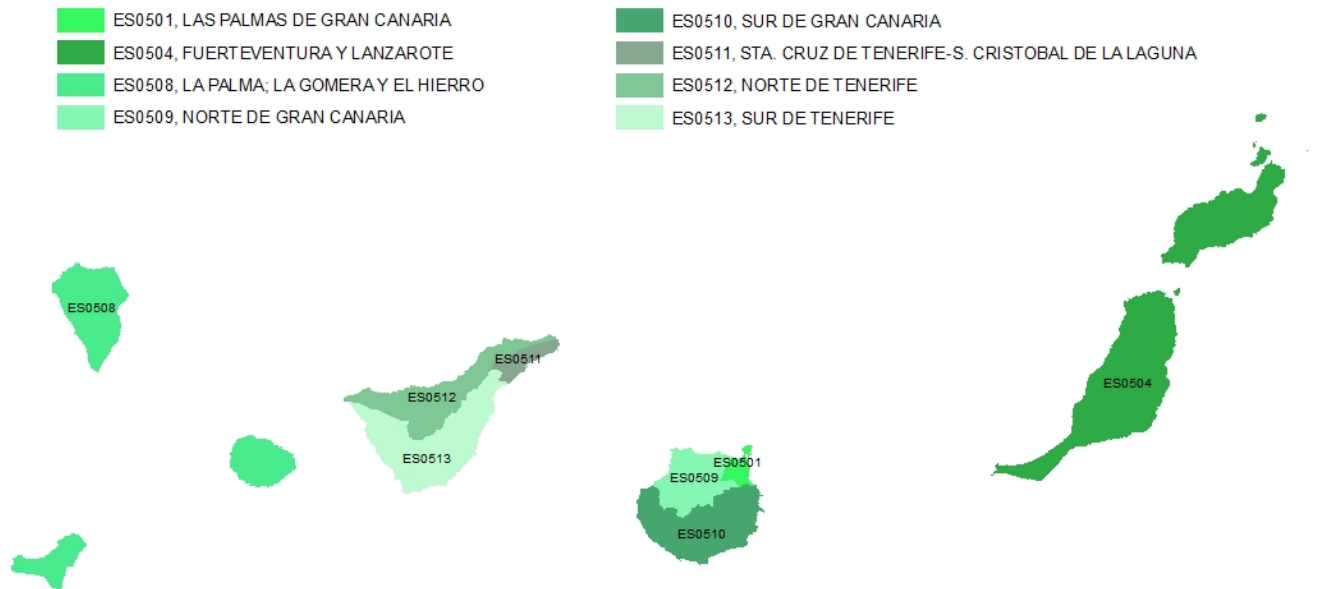 ES0501, LAS PALMAS DE GRAN CANARIA
ES0504, FUERTEVENTURA Y LANZAROTE
ES0508, LA PALMA; LA GOMERA Y EL HIERRO
ES0509, NORTE DE GRAN CANARIA
ES0510, SUR DE GRAN CANARIA
ES0511, STA. CRUZ DE TENERIFE-S. CRISTOBAL DE LA LAGUNA
ES0512, NORTE DE TENERIFE
ES0513, SUR DE TENERIFE
ES0508
ES0511
ES0512
ES0504
ES0513
ES0501
ES0509
ES0510